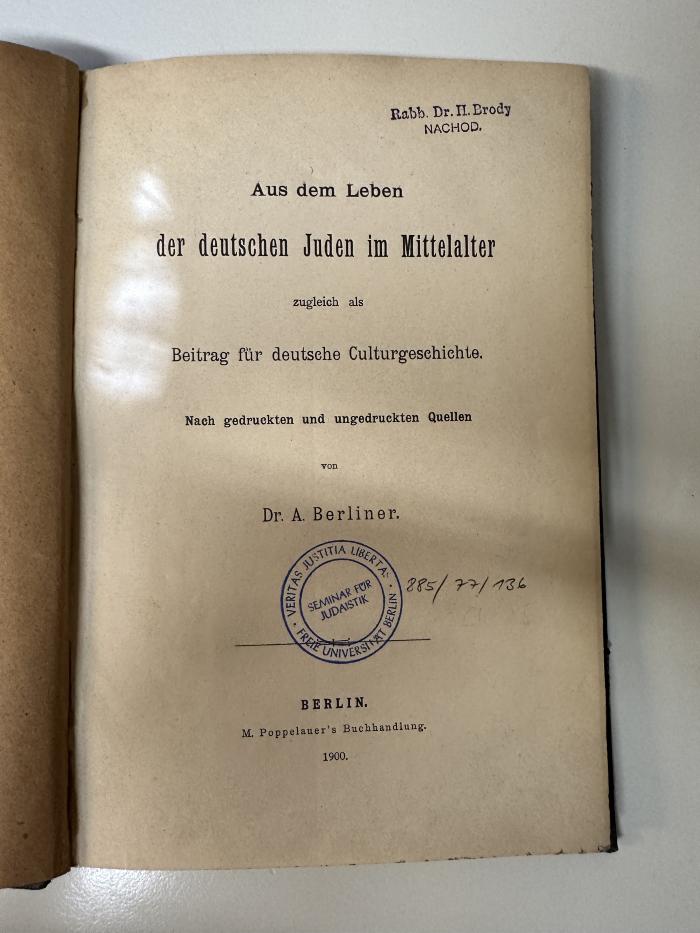 Rabb. Dr. H. Brody
NACHOD.
Aus dem Leben
der deutschen Juden im Mittelalter
zugleich als
Beitrag für deutsche Culturgeschichte.
Nach gedruckten und ungedruckten Quellen
von
Dr. A. Berliner.
VERITAS JUSTITIA LIBERTAS
SEMINAR FÜR
JUDAISTIK
FREIE UNIVERSITÄT BERLIN
885/77/136
BERLIN.
M. Poppelauer's Buchhandlung.
1900.